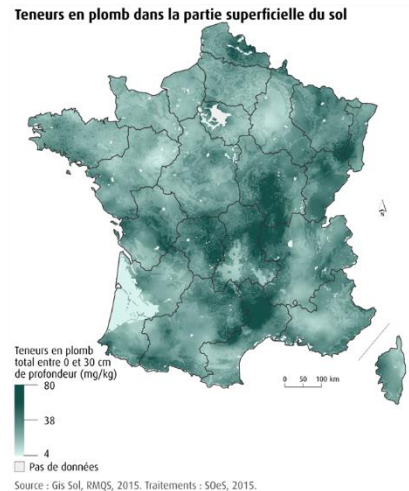 Teneurs en plomb dans la partie superficielle du sol
N
Teneurs en plomb
total entre 0 et 30 cm
de profondeur (mg/kg)
80
38
4
0 50 100 km
Pas de données
Source : Gis Sol, RMQS, 2015. Traitements : SOeS, 2015.